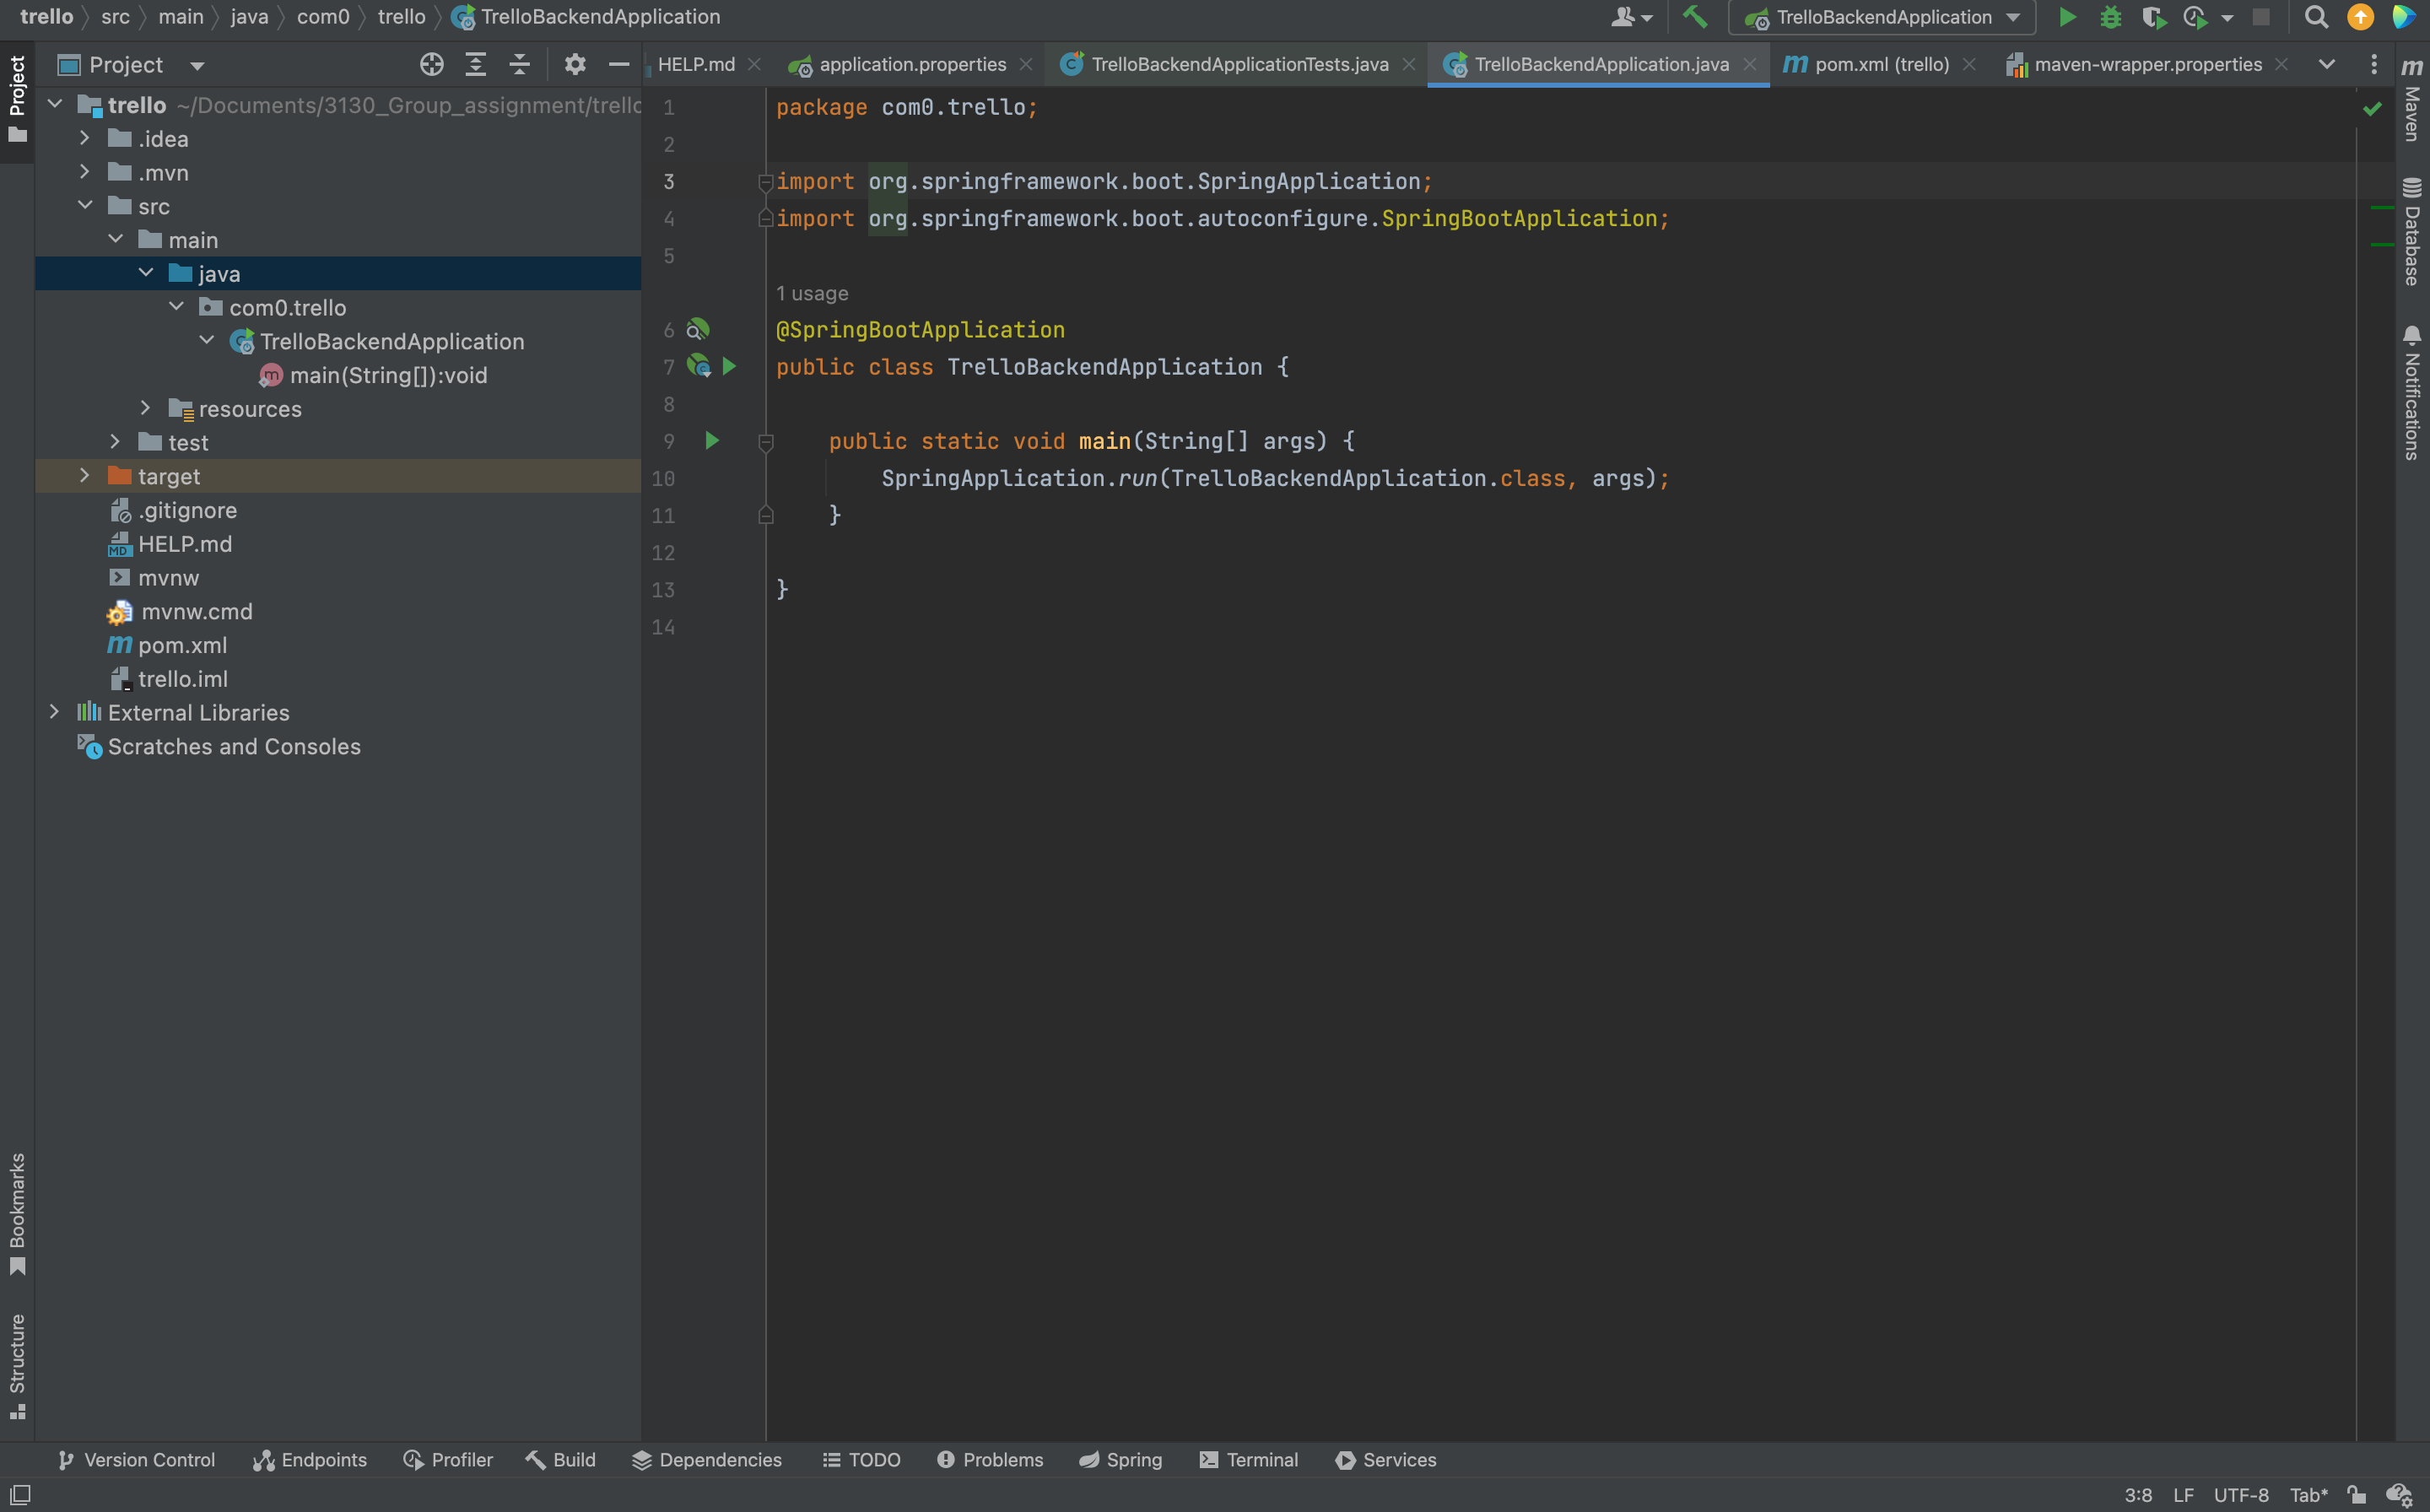 trello src main java com0 trello TrelloBackendApplication
TrelloBackendApplication
Project
HELP.md application.properties TrelloBackendApplicationTests.java TrelloBackendApplication.java pom.xml (trello) maven-wrapper.properties
Project
trello ~/Documents/3130_Group_assignment/trello
.idea
.mvn
src
main
java
com0.trello
TrelloBackendApplication
main(String[]):void
resources
test
target
.gitignore
HELP.md
mvnw
mvnw.cmd
pom.xml
trello.iml
External Libraries
Scratches and Consoles
1 package com0.trello;
2
3 import org.springframework.boot.SpringApplication;
4 import org.springframework.boot.autoconfigure.SpringBootApplication;
5
1 usage
6 @SpringBootApplication
7 public class TrelloBackendApplication {
8
9 public static void main(String[] args) {
10 SpringApplication.run(TrelloBackendApplication.class, args);
11 }
12
13 }
14
Maven
Database
Notifications
Bookmarks
Structure
Version Control Endpoints Profiler Build Dependencies TODO Problems Spring Terminal Services
3:8 LF UTF-8 Tab*